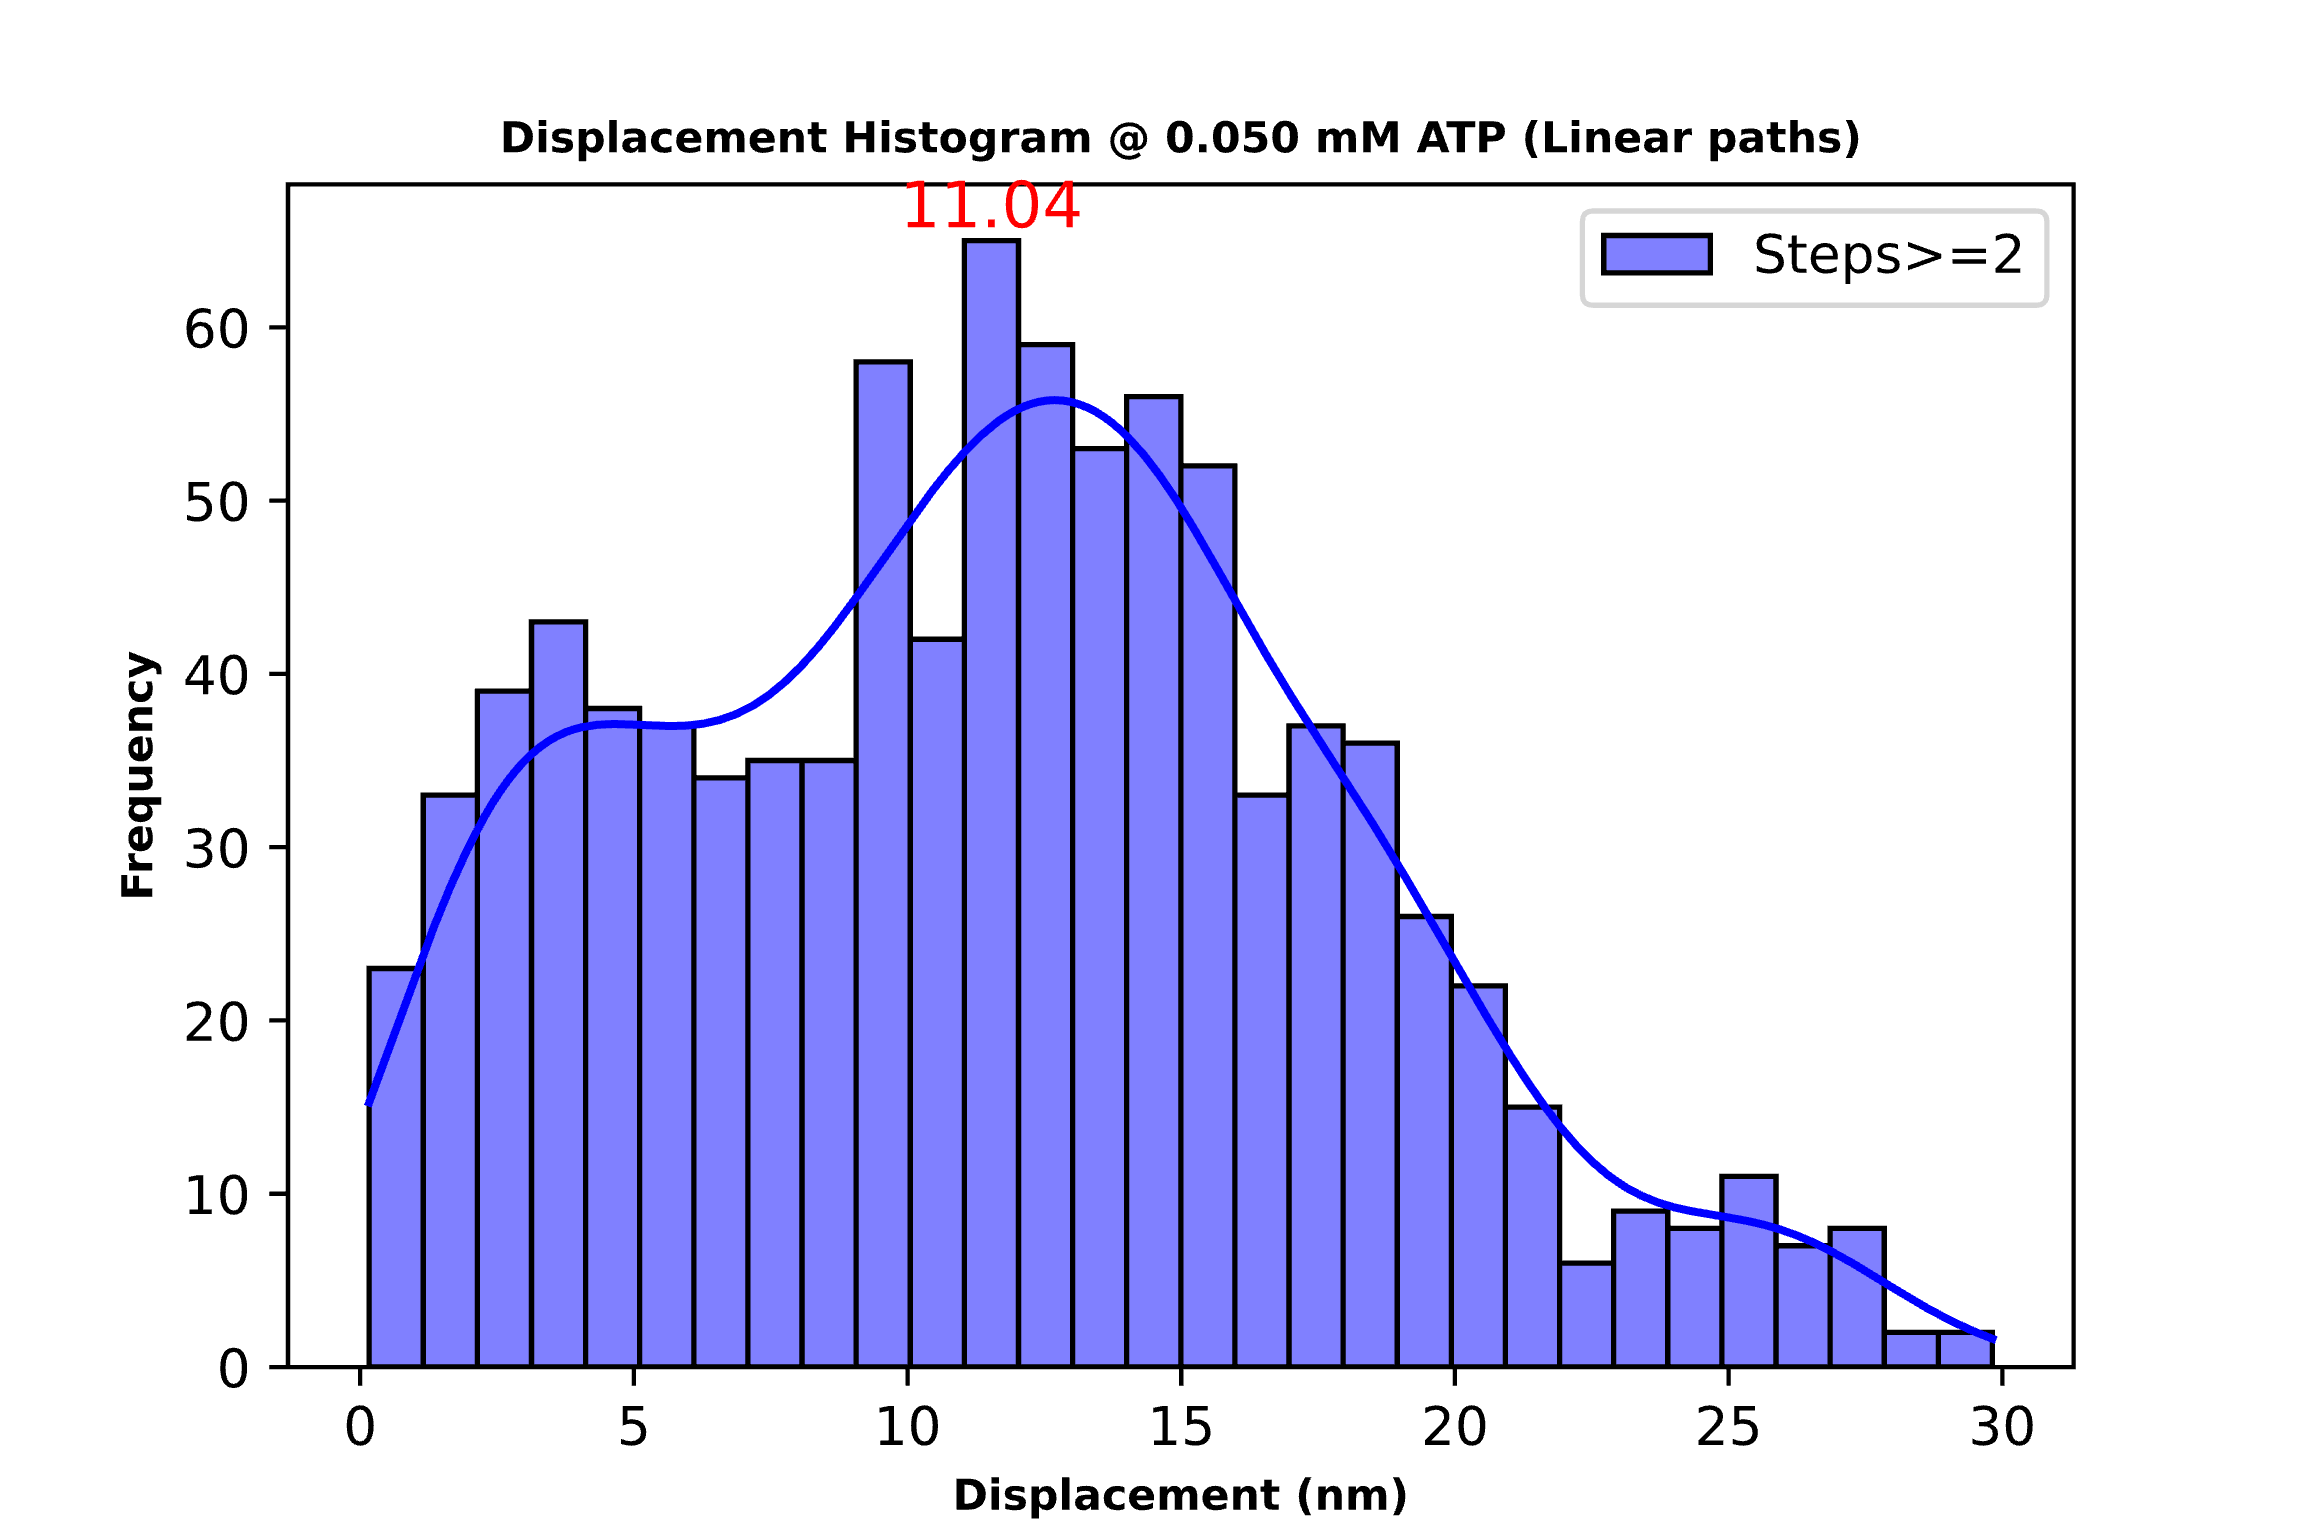 Displacement Histogram @ 0.050 mM ATP (Linear paths)
11.04
Steps>=2
Frequency
60
50
40
30
20
10
0
0 5 10 15 20 25 30
Displacement (nm)